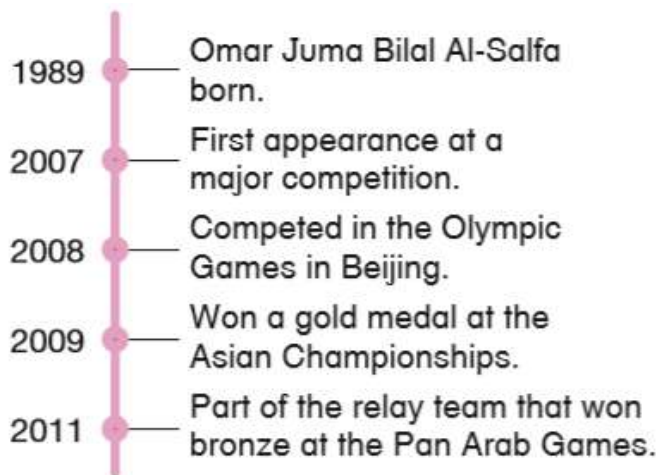 1989
Omar Juma Bilal Al-Salfa
born.
2007
First appearance at a
major competition.
2008
Competed in the Olympic
Games in Beijing.
2009
Won a gold medal at the
Asian Championships.
2011
Part of the relay team that won
bronze at the Pan Arab Games.